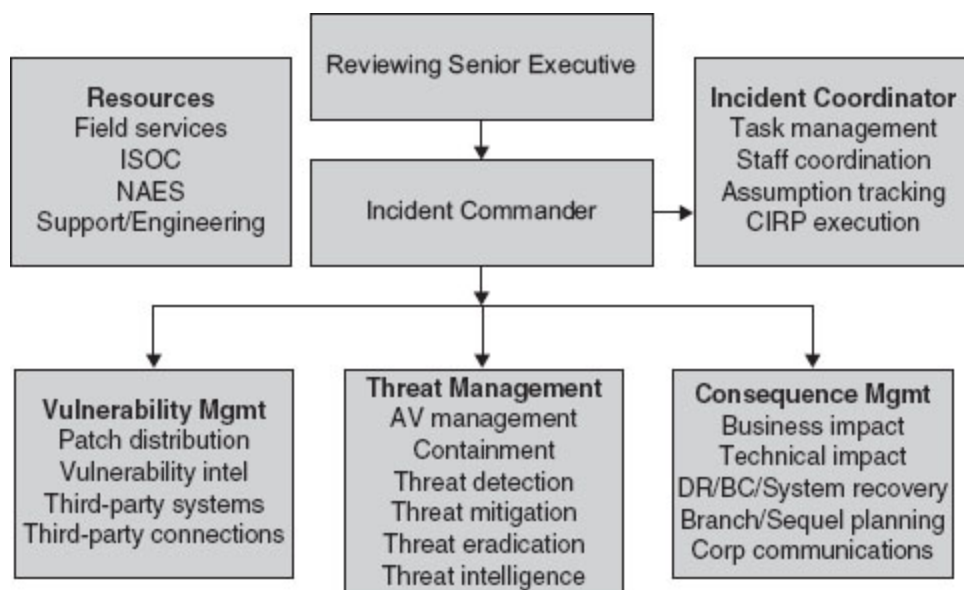 Reviewing Senior Executive
Resources
Field services
ISOC
NAES
Support/Engineering
Incident Commander
Incident Coordinator
Task management
Staff coordination
Assumption tracking
CIRP execution
Vulnerability Mgmt
Patch distribution
Vulnerability intel
Third-party systems
Third-party connections
Threat Management
AV management
Containment
Threat detection
Threat mitigation
Threat eradication
Threat intelligence
Consequence Mgmt
Business impact
Technical impact
DR/BC/System recovery
Branch/Sequel planning
Corp communications